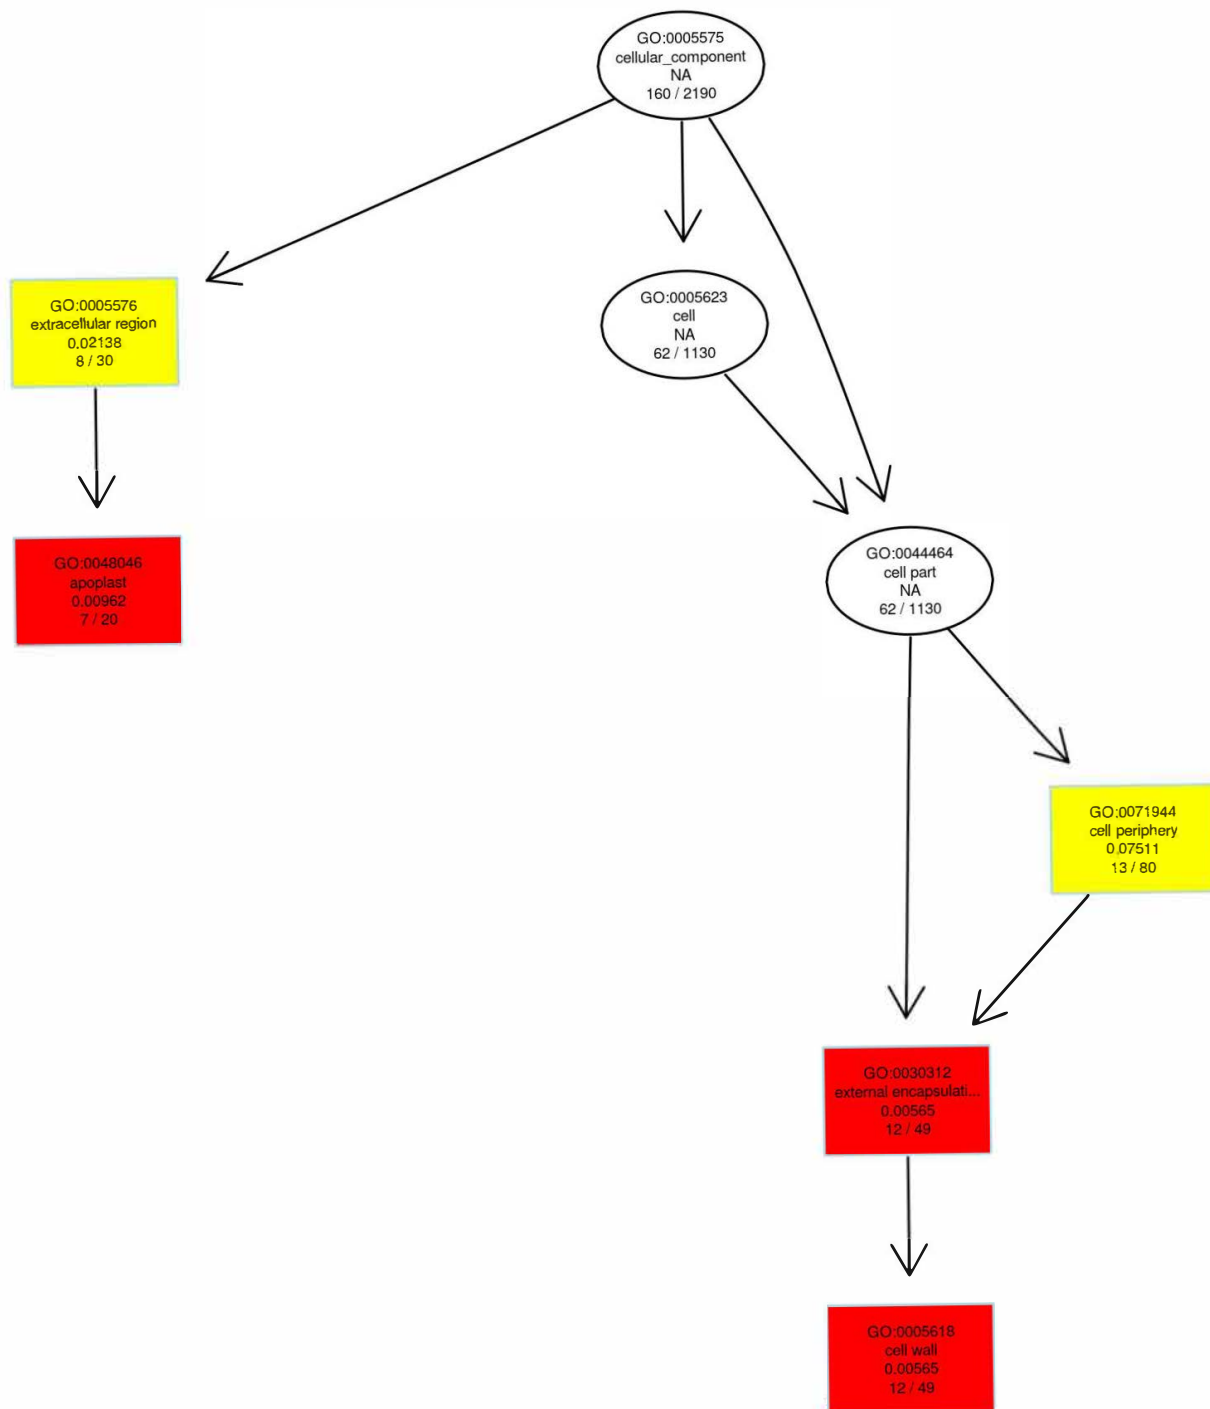 GO:0005575
cellular_component
NA
160 / 2190
GO:0005576
extracellular region
0.02138
8 / 30
GO:0005623
cell
NA
62 / 1130
GO:0048046
apoplast
0.00962
7 / 20
GO:0044464
cell part
NA
62 / 1130
GO:0071944
cell periphery
0.07511
13 / 80
GO:0030312
external encapsulati...
0.00565
12 / 49
GO:0005618
cell wall
0.00565
12 / 49